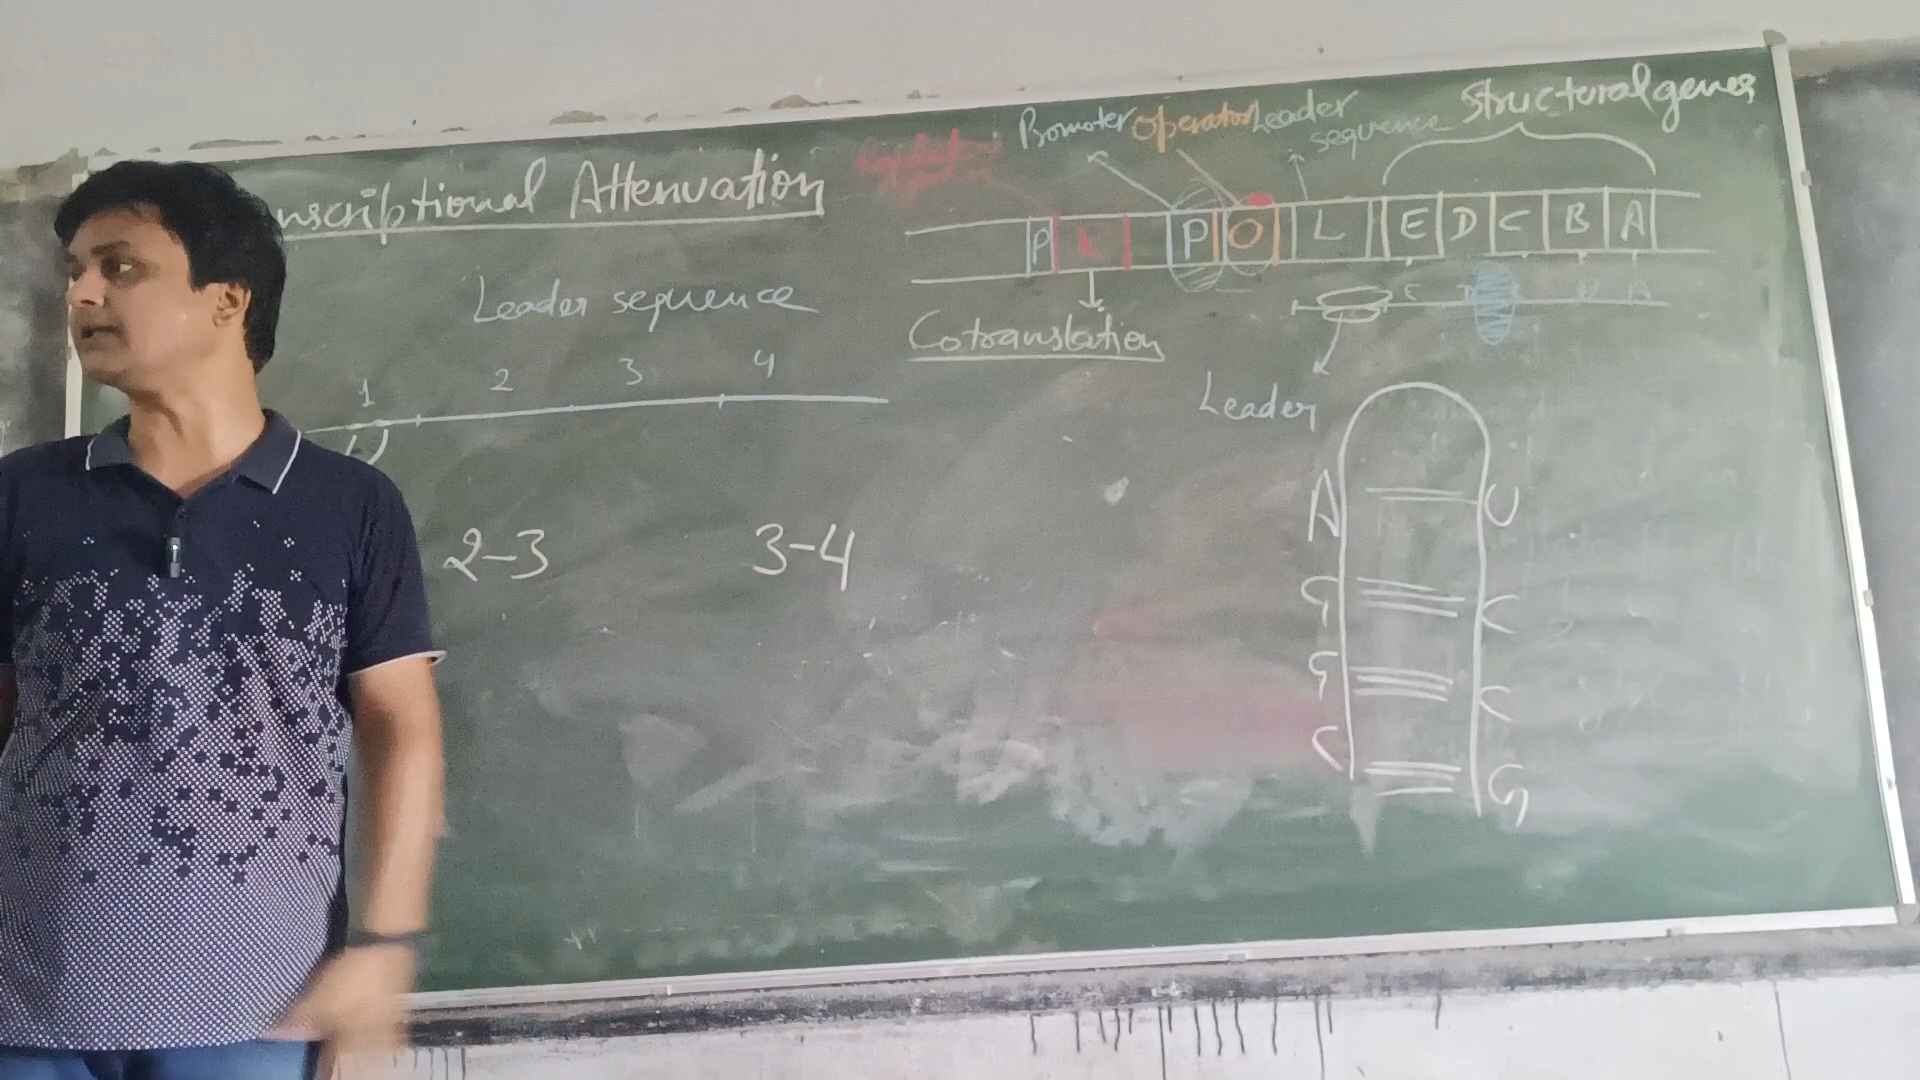 nscriptional Attenuation
Leader sequence
1 2 3 4
2-3 3-4
Promoter Operator Leader sequence Structural genes
P R P O L E D C B A
Cotranslation
E D B A
Leader
A U
G C
G C
C G